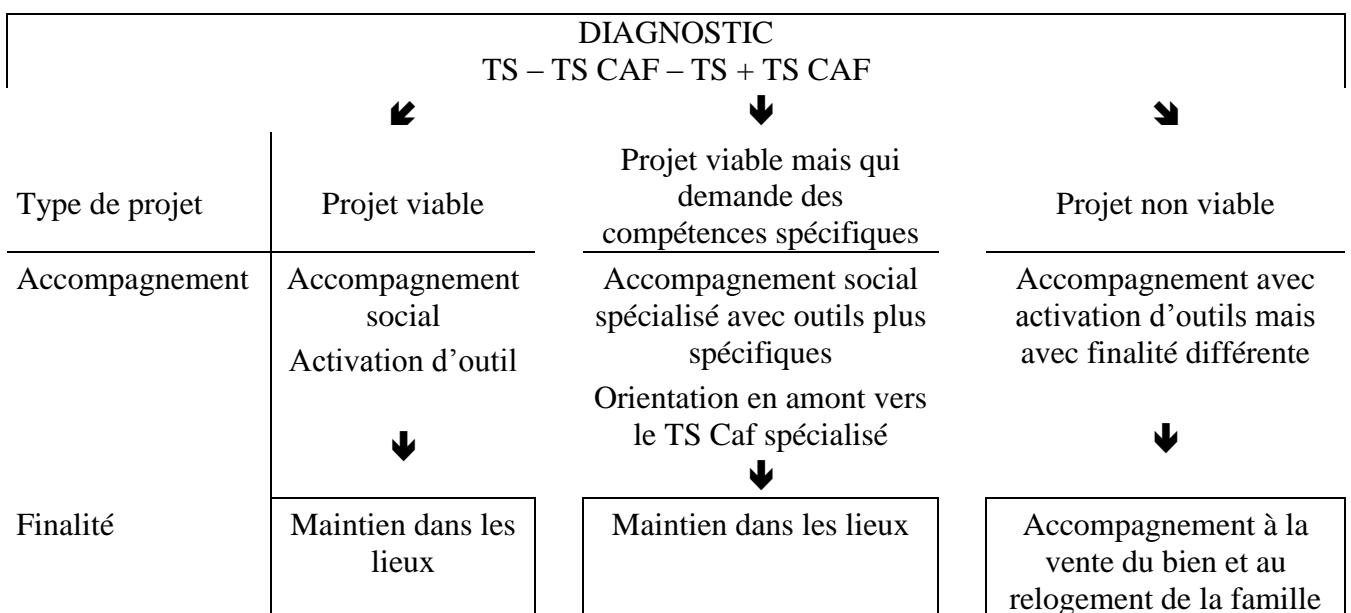 DIAGNOSTIC
TS – TS CAF – TS + TS CAF
Type de projet
Projet viable
Projet viable mais qui
demande des
compétences spécifiques
Projet non viable
Accompagnement
Accompagnement
social
Activation d’outil
Accompagnement social
spécialisé avec outils plus
spécifiques
Orientation en amont vers
le TS Caf spécialisé
Accompagnement avec
activation d’outils mais
avec finalité différente
Finalité
Maintien dans les
lieux
Maintien dans les lieux
Accompagnement à la
vente du bien et au
relogement de la famille